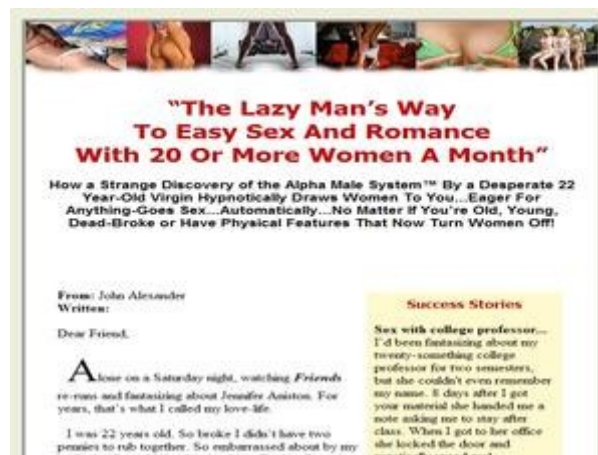 “The Lazy Man’s Way
To Easy Sex And Romance
With 20 Or More Women A Month”
How a Strange Discovery of the Alpha Male System™ By a Desperate 22
Year-Old Virgin Hypnotically Draws Women To You...Eager For
Anything-Goes Sex...Automatically...No Matter If You're Old, Young,
Dead-Broke or Have Physical Features That Now Turn Women Off!
From: John Alexander
Written:
Dear Friend,
Alone on a Saturday night, watching Friends
re-runs and fantasizing about Jennifer Aniston. For
years, that's what I called my love-life.
I was 22 years old. So broke I didn't have two
pennies to rub together. So embarrassed about by my
Success Stories
Sex with college professor...
I'd been fantasizing about my
twenty-something college
professor for two semesters,
but she couldn't even remember
my name. 8 days after I got
your material she handed me a
note asking me to stay after
class. When I got to her office
she locked the door and